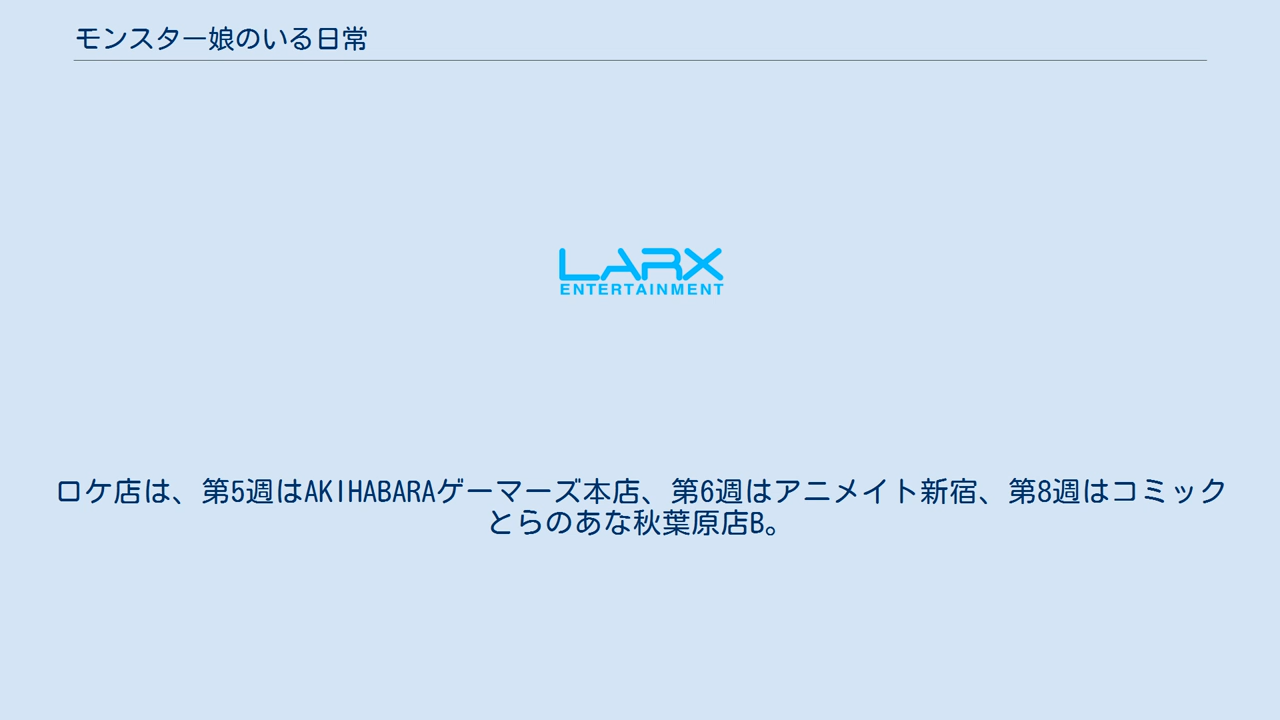 モンスター娘のいる日常
LARX
ENTERTAINMENT
ロケ店は、第5週はAKIHABARAゲーマーズ本店、第6週はアニメイト新宿、第8週はコミック
とらのあな秋葉原店B。